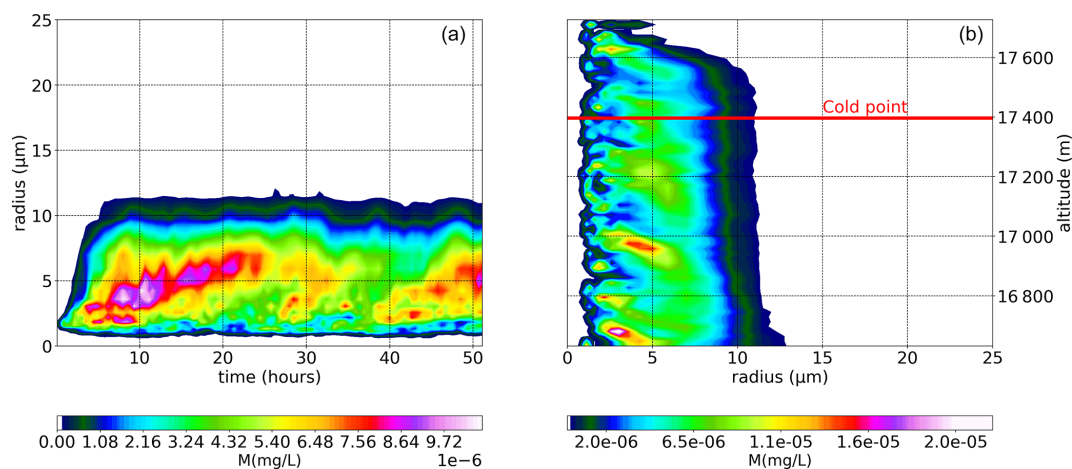 (a)
25
20
15
10
5
0
radius (μm)
10
20
30
40
50
time (hours)
0.00 1.08 2.16 3.24 4.32 5.40 6.48 7.56 8.64 9.72
M(mg/L)
1e−6
(b)
Cold point
17 600
17 400
17 200
17 000
16 800
altitude (m)
0
5
10
15
20
25
radius (μm)
2.0e-06 6.5e-06 1.1e-05 1.6e-05 2.0e-05
M(mg/L)